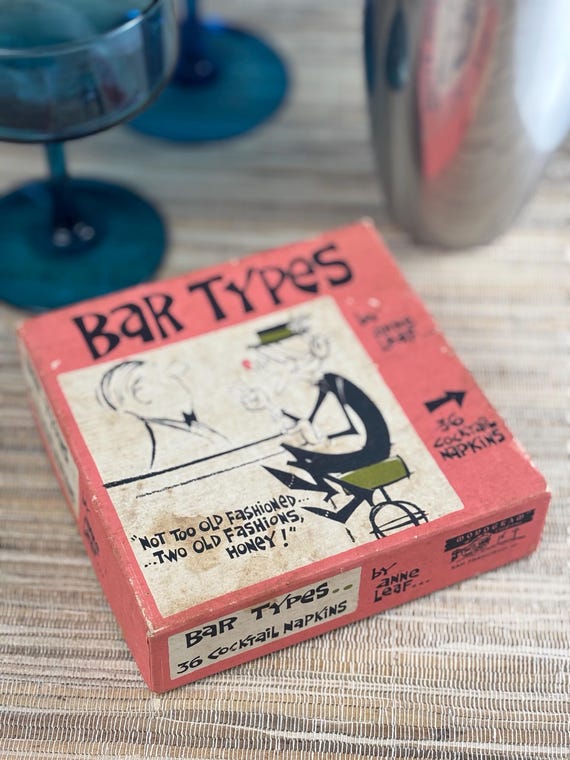 BAR TYPES
by
ANNE
LEAF...
36
COCKTAIL
NAPKINS
"NOT TOO OLD FASHIONED...
...TWO OLD FASHIONS,
HONEY!"
BAR TYPES..
36 COCKTAIL NAPKINS
by
ANNE
LEAF...
MONOGRAM